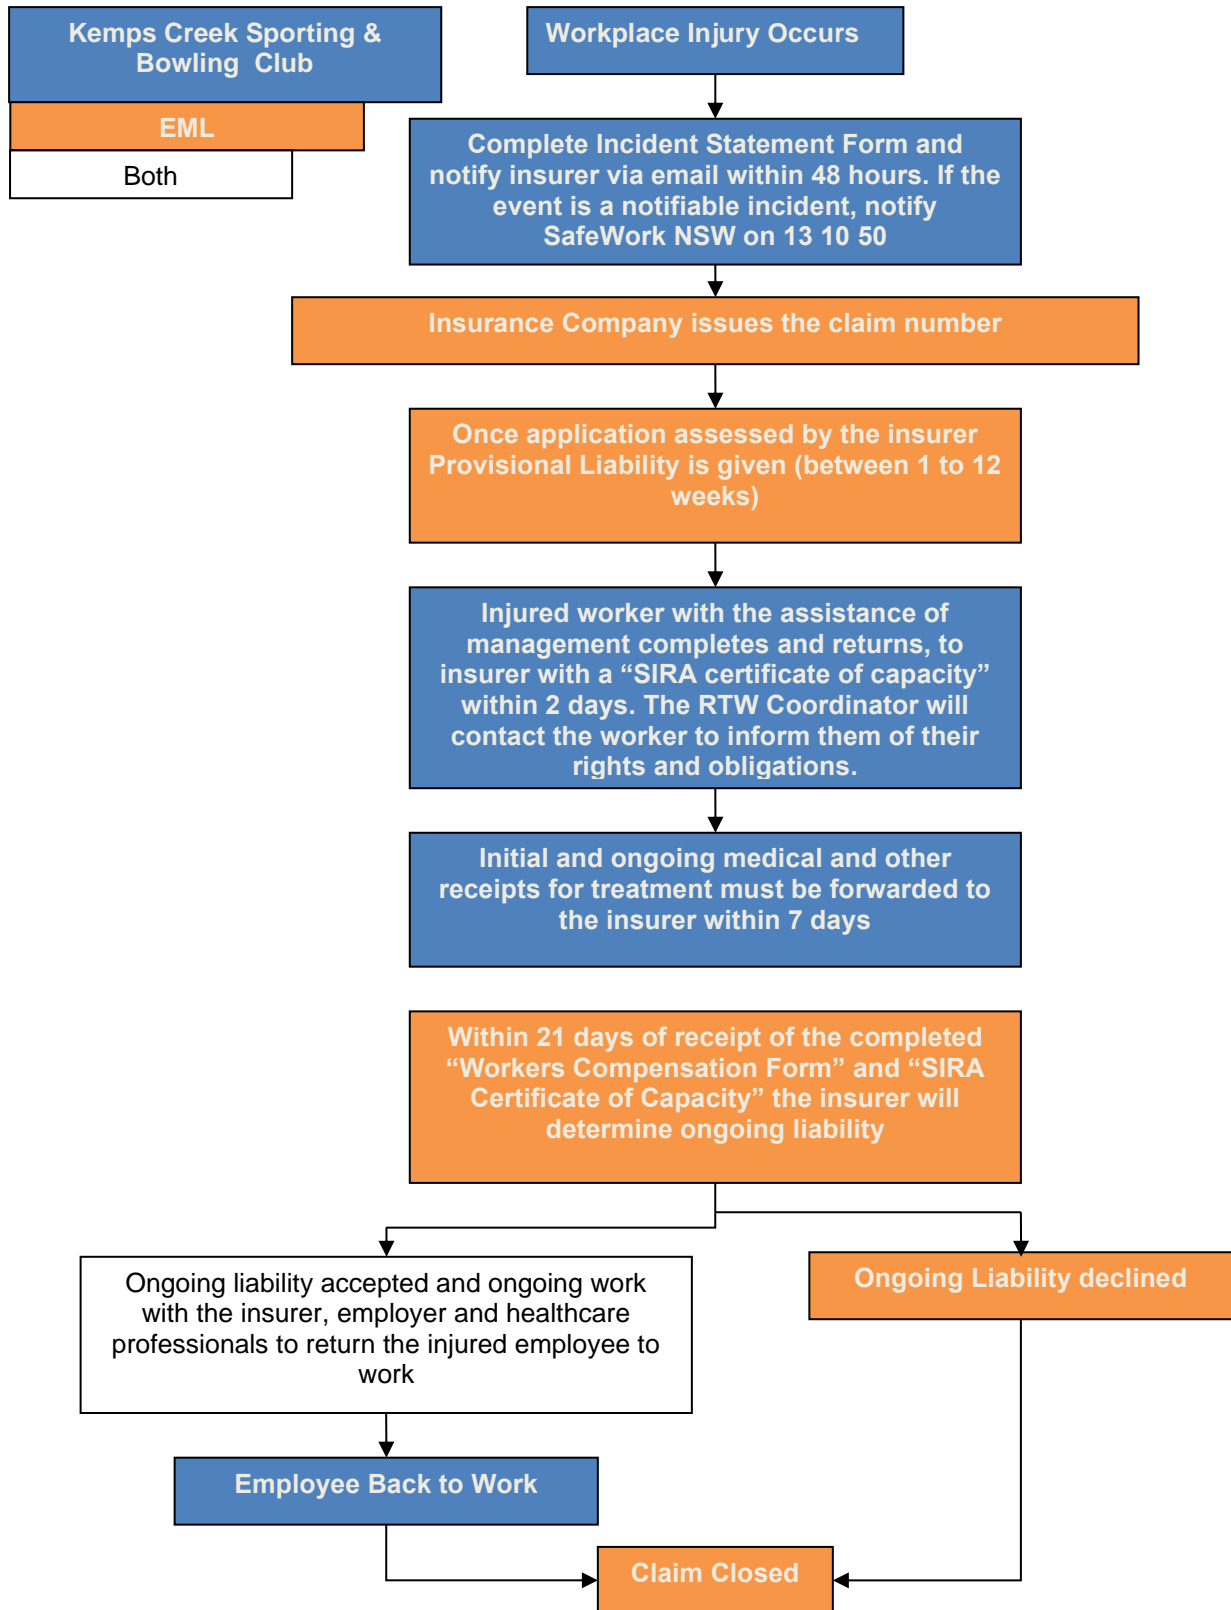 Kemps Creek Sporting &
Bowling Club
EML
Both
Workplace Injury Occurs
Complete Incident Statement Form and
notify insurer via email within 48 hours. If the
event is a notifiable incident, notify
SafeWork NSW on 13 10 50
Insurance Company issues the claim number
Once application assessed by the insurer
Provisional Liability is given (between 1 to 12
weeks)
Injured worker with the assistance of
management completes and returns, to
insurer with a “SIRA certificate of capacity”
within 2 days. The RTW Coordinator will
contact the worker to inform them of their
rights and obligations.
Initial and ongoing medical and other
receipts for treatment must be forwarded to
the insurer within 7 days
Within 21 days of receipt of the completed
“Workers Compensation Form” and “SIRA
Certificate of Capacity” the insurer will
determine ongoing liability
Ongoing liability accepted and ongoing work
with the insurer, employer and healthcare
professionals to return the injured employee to
work
Ongoing Liability declined
Employee Back to Work
Claim Closed